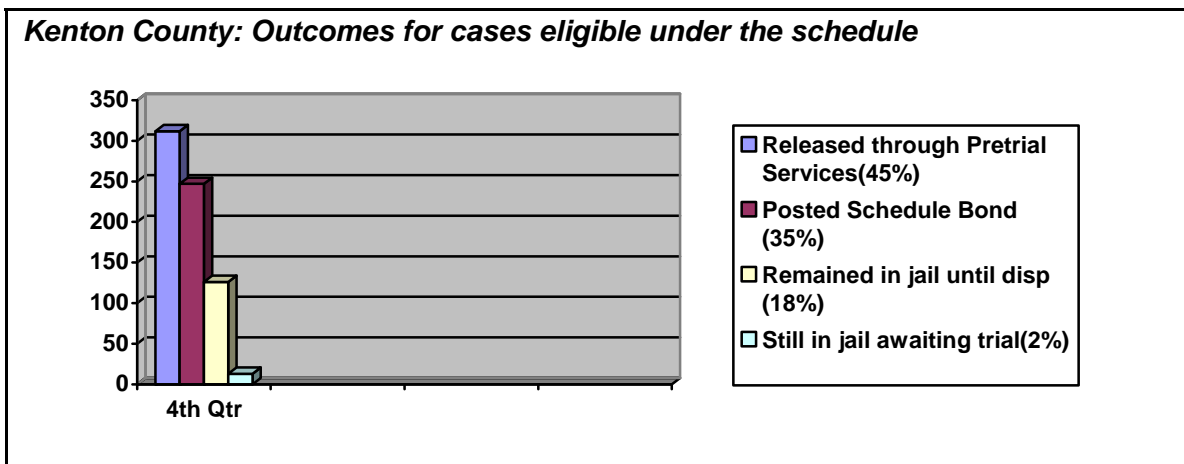 Kenton County: Outcomes for cases eligible under the schedule
350
300
250
200
150
100
50
0
4th Qtr
Released through Pretrial
Services(45%)
Posted Schedule Bond
(35%)
Remained in jail until disp
(18%)
Still in jail awaiting trial(2%)